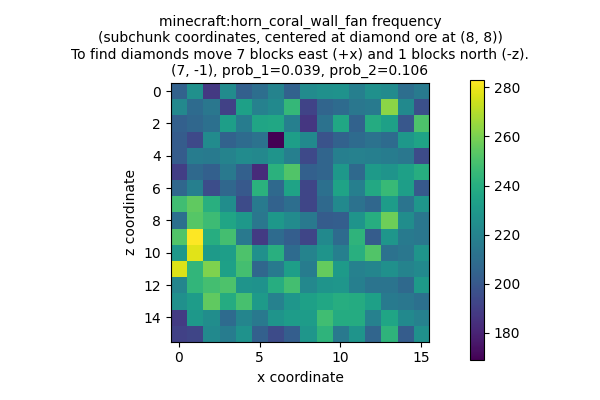 minecraft:horn_coral_wall_fan frequency
(subchunk coordinates, centered at diamond ore at (8, 8))
To find diamonds move 7 blocks east (+x) and 1 blocks north (-z).
(7, -1), prob_1=0.039, prob_2=0.106
0
2
4
6
8
10
12
14
z coordinate
0 5 10 15
x coordinate
280
260
240
220
200
180